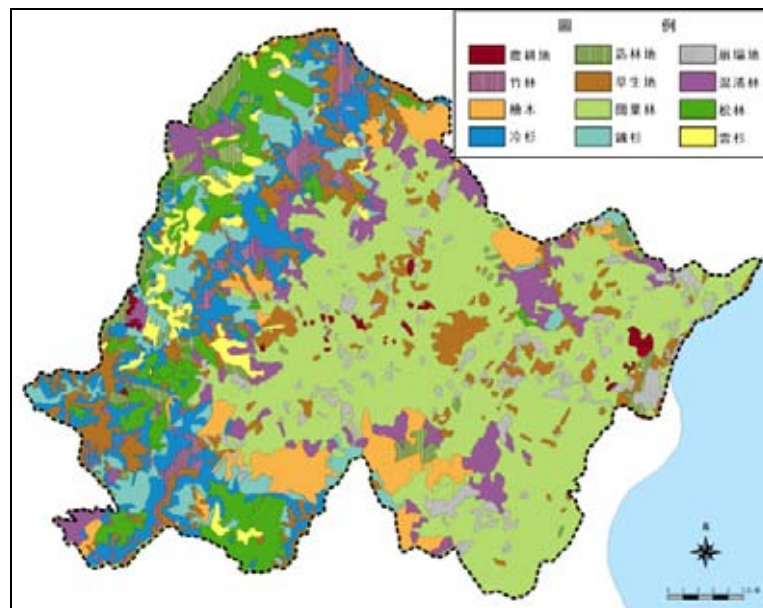 圖 例
農耕地 造林地 崩塌地
竹林 草生地 混淆林
檜木 闊葉林 松林
冷杉 鐵杉 雲杉
N